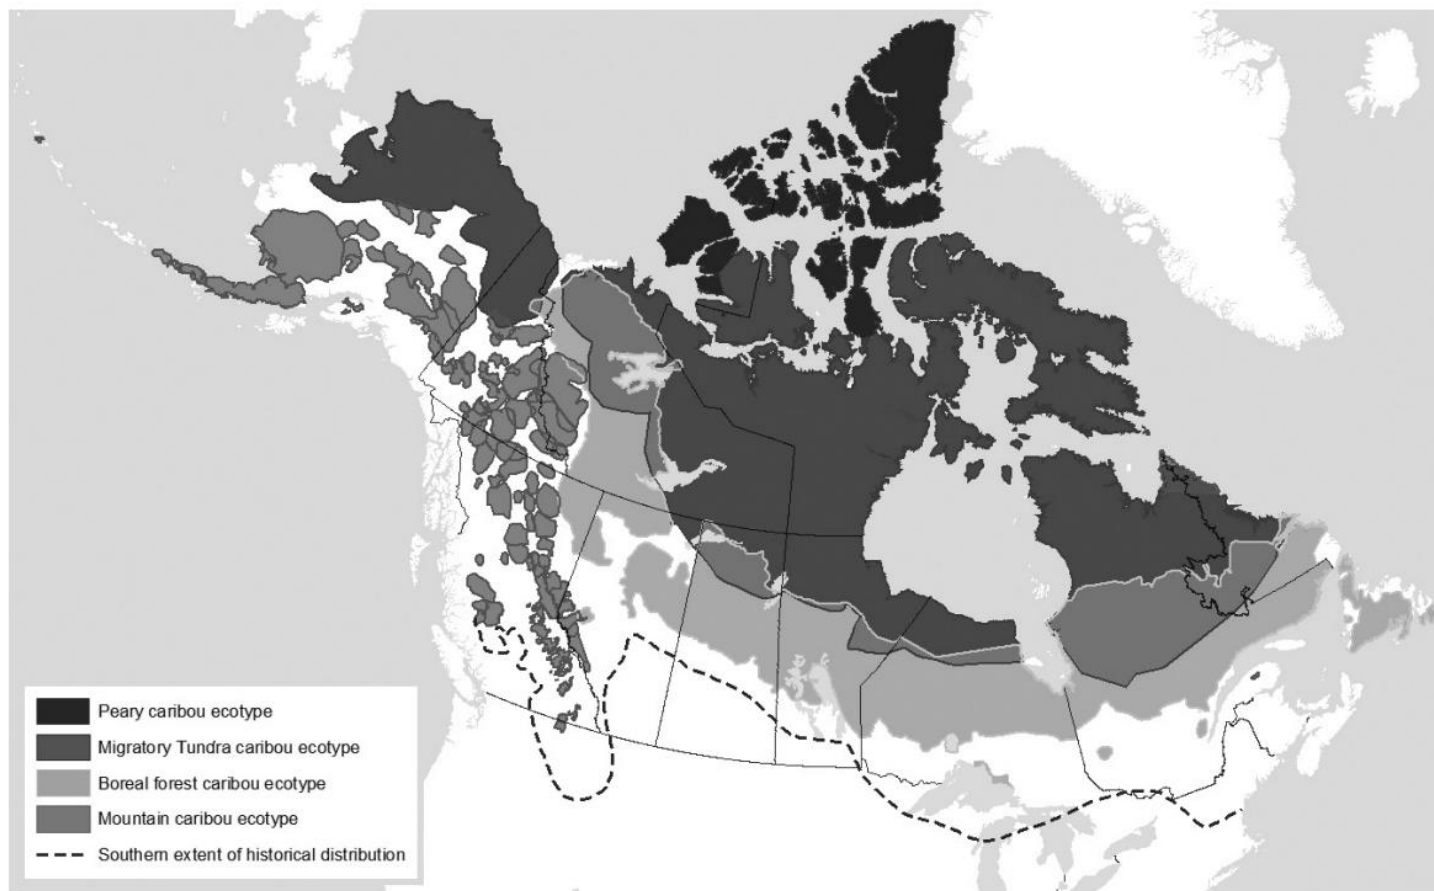 Peary caribou ecotype
Migratory Tundra caribou ecotype
Boreal forest caribou ecotype
Mountain caribou ecotype
Southern extent of historical distribution